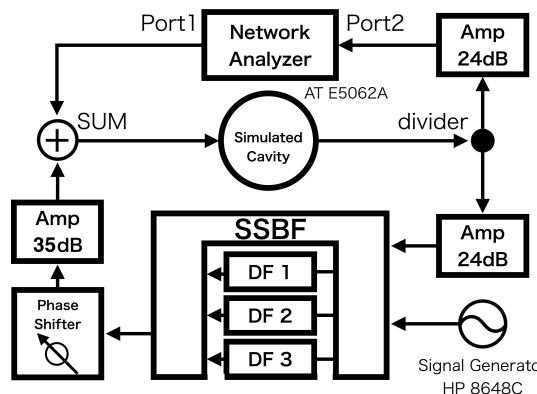 Port1
Network
Analyzer
Port2
Amp
24dB
AT E5062A
SUM
Simulated
Cavity
divider
Amp
35dB
SSBF
Amp
24dB
DF 1
DF 2
DF 3
Phase
Shifter
Signal Generato
HP 8648C